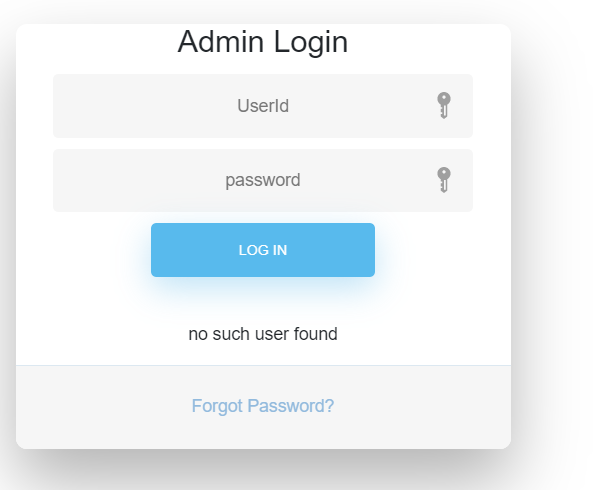 Admin Login
UserId
password
LOG IN
no such user found
Forgot Password?